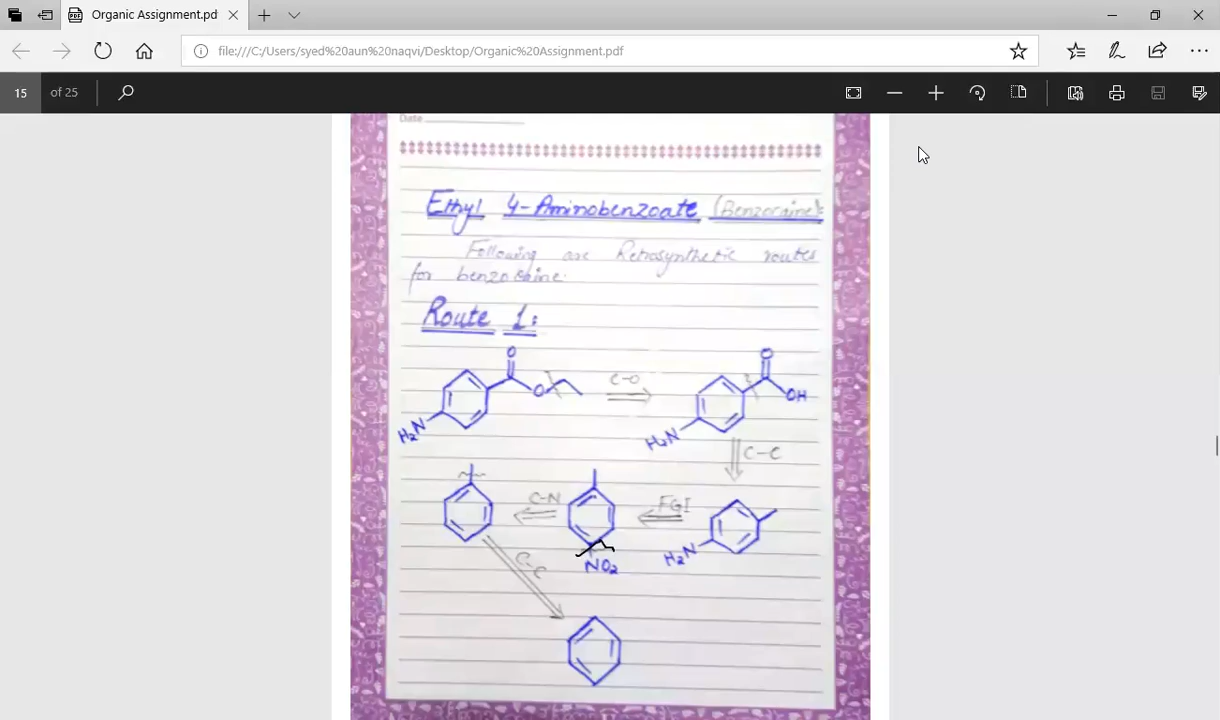 Organic Assignment.pdf
file:///C:/Users/syed%20aun%20naqvi/Desktop/Organic%20Assignment.pdf
15 of 25
Date
Ethyl 4-Aminobenzoate (Benzocaine):
Following are Retrosynthetic routes
for benzocaine.
Route 1:
O
O
C-O
O
OH
H₂N
H₂N
C-C
C-N
FGI
H₂N
NO₂
C-C